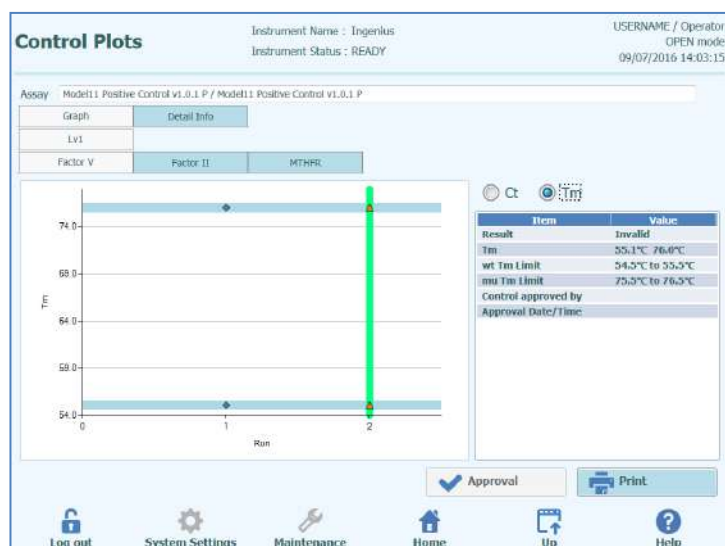 Control Plots
Instrument Name : Ingenius
Instrument Status : READY
USERNAME / Operator
OPEN mode
09/07/2016 14:03:15
Assay Model11 Positive Control v1.0.1 P / Model11 Positive Control v1.0.1 P
Graph Detail Info
Lv1
Factor V Factor II MTHFR
Ct Tm
Tm
74.0
69.0
64.0
59.0
54.0
0 1 2
Run
Item Value
Result Invalid
Tm 55.1°C 76.0°C
wt Tm Limit 54.5°C to 55.5°C
mu Tm Limit 75.5°C to 76.5°C
Control approved by
Approval Date/Time
Approval Print
Log out System Settings Maintenance Home Up Help